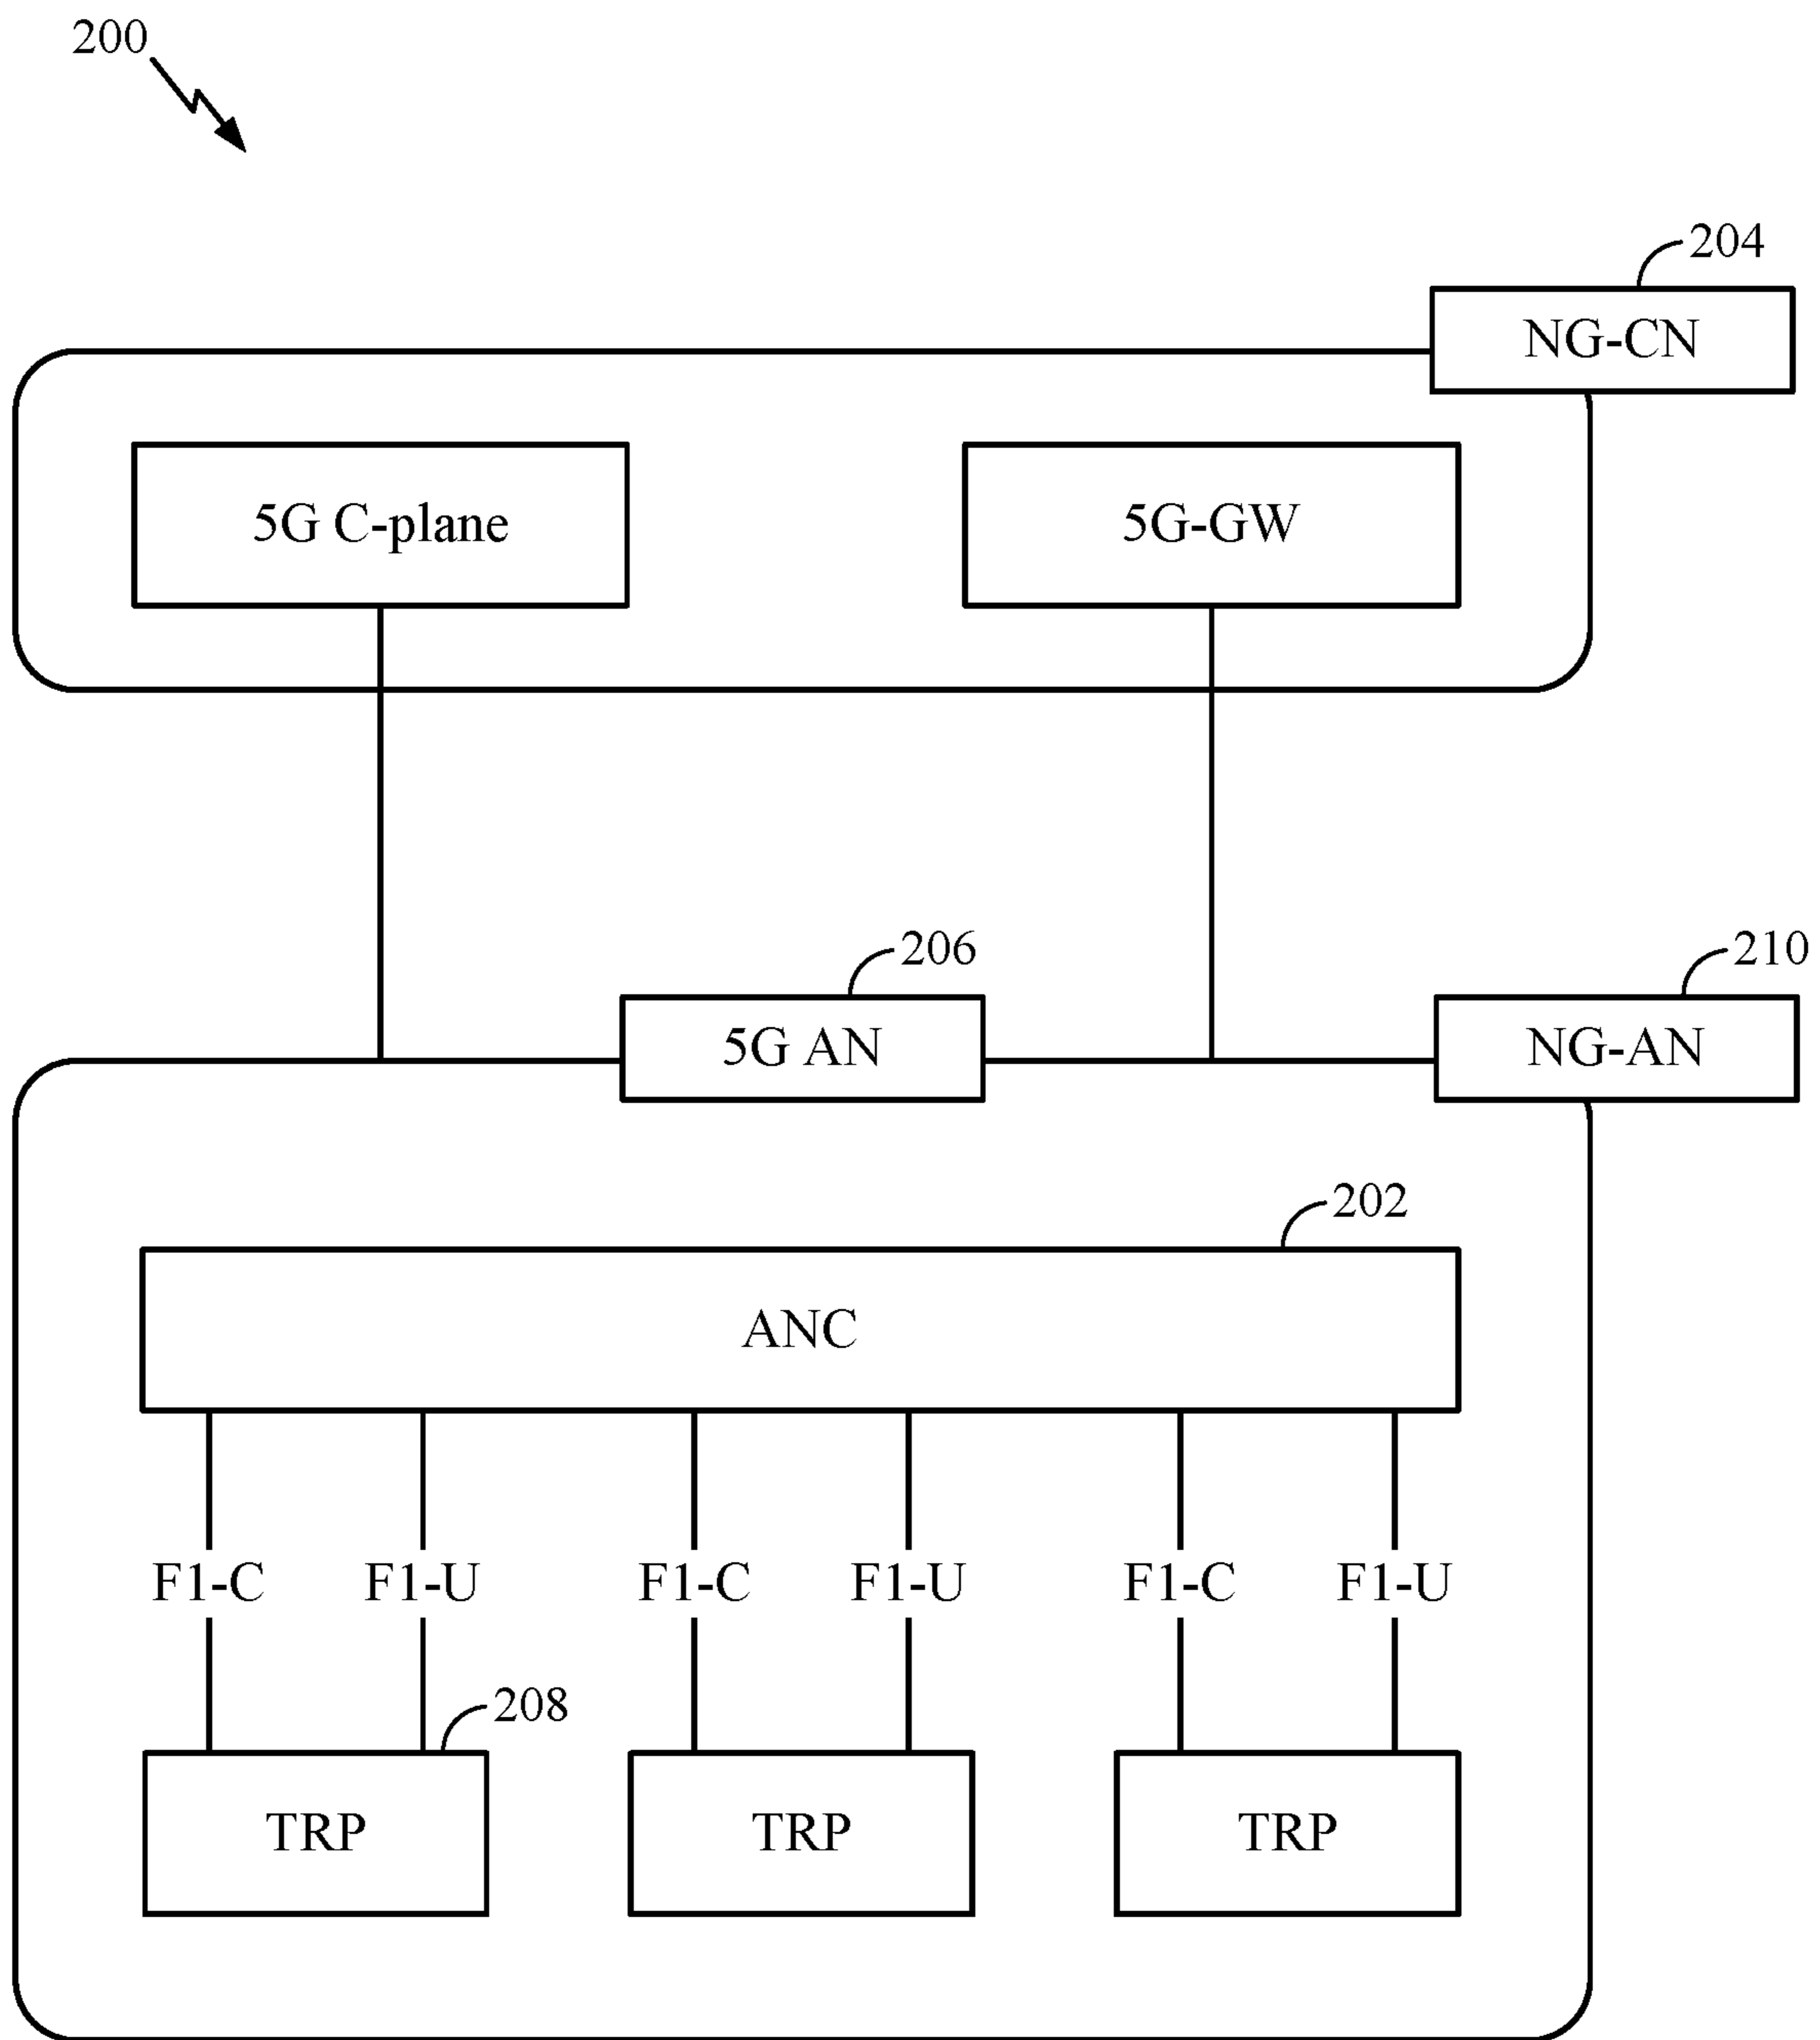 200
204
NG-CN
5G C-plane
5G-GW
206
210
5G AN
NG-AN
202
ANC
F1-C
F1-U
F1-C
F1-U
F1-C
F1-U
208
TRP
TRP
TRP